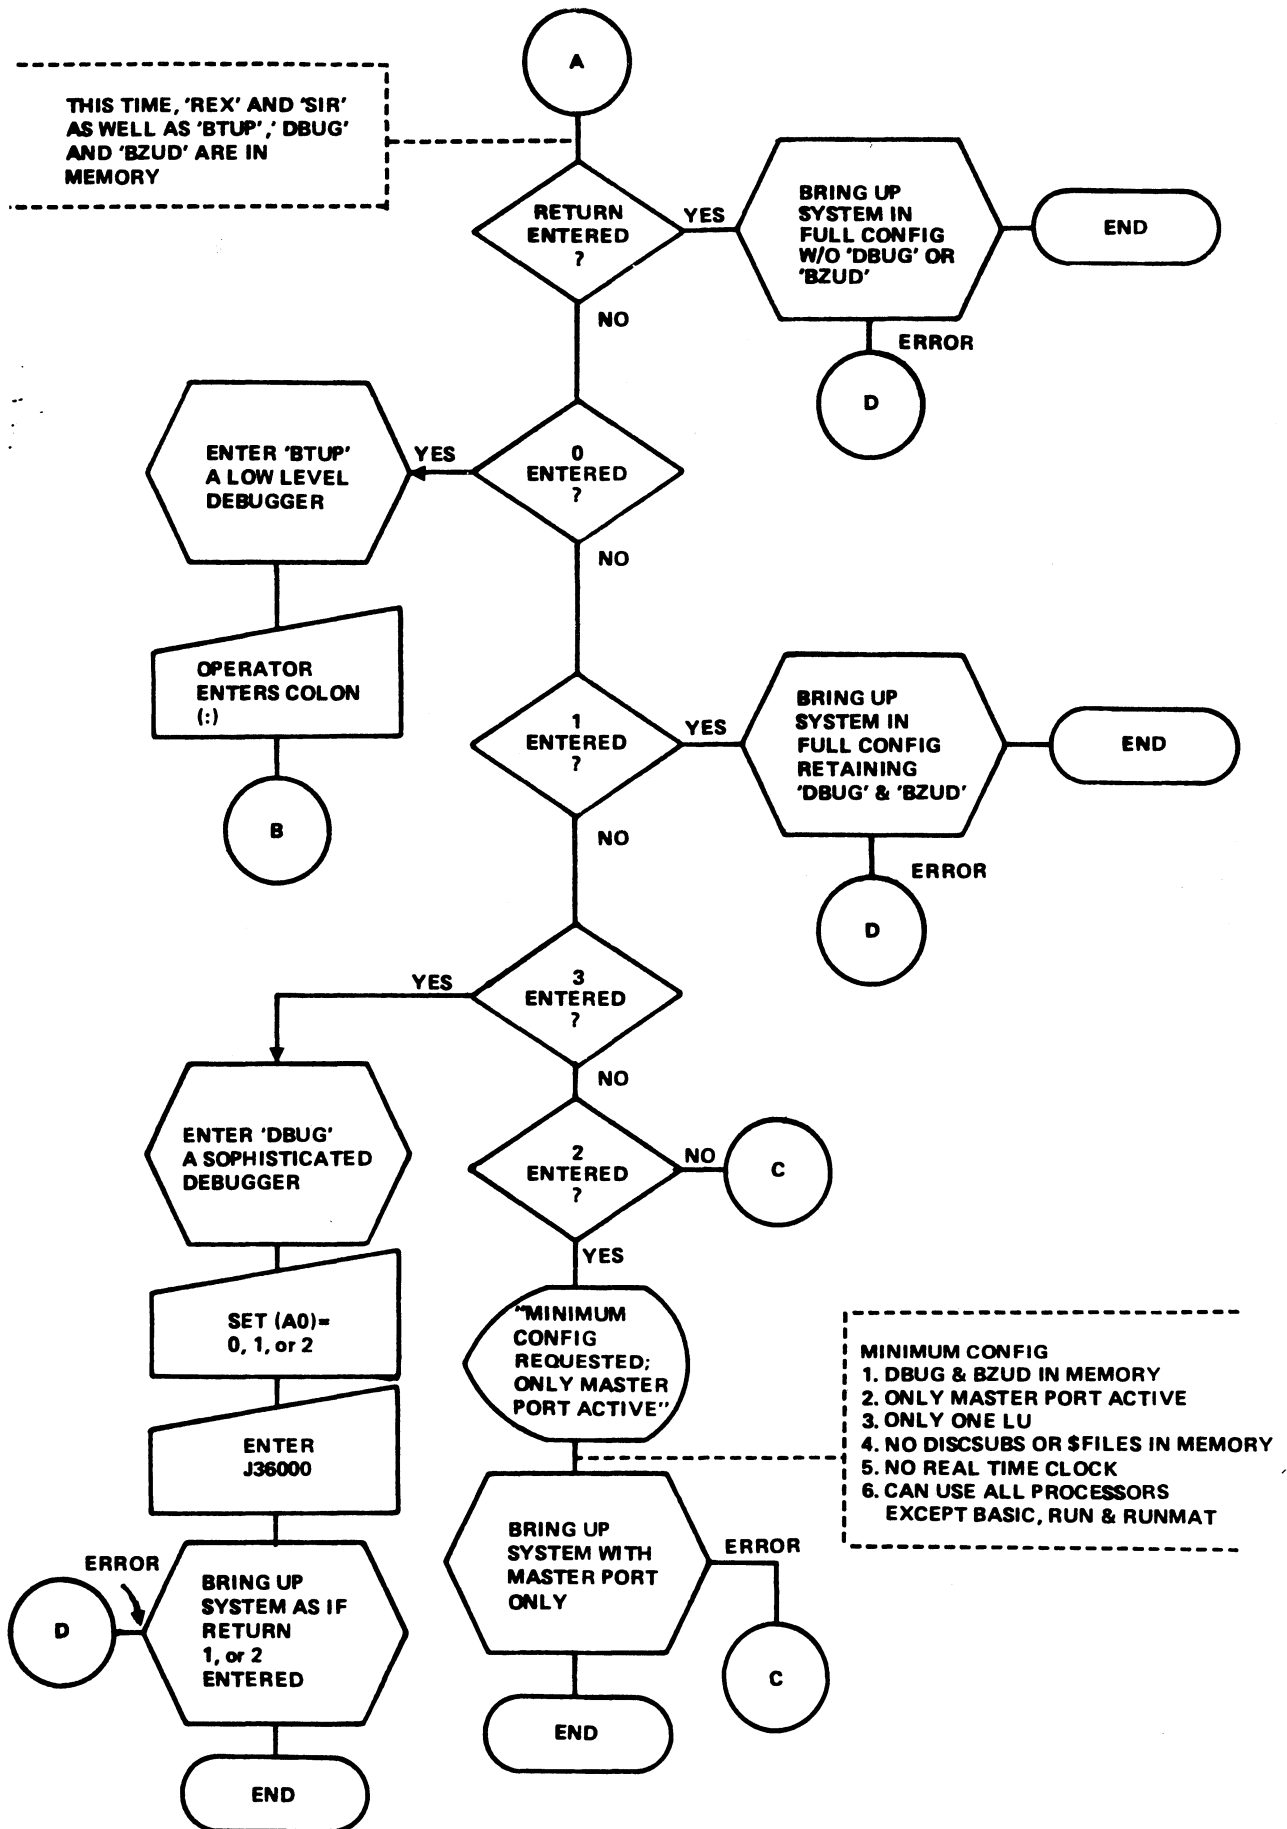 A
THIS TIME, 'REX' AND 'SIR'
AS WELL AS 'BTUP',' DBUG'
AND 'BZUD' ARE IN
MEMORY
RETURN
ENTERED
?
YES
BRING UP
SYSTEM IN
FULL CONFIG
W/O 'DBUG' OR
'BZUD'
END
NO
ERROR
D
0
ENTERED
?
YES
ENTER 'BTUP'
A LOW LEVEL
DEBUGGER
NO
OPERATOR
ENTERS COLON
(:)
B
1
ENTERED
?
YES
BRING UP
SYSTEM IN
FULL CONFIG
RETAINING
'DBUG' & 'BZUD'
END
NO
ERROR
D
3
ENTERED
?
YES
NO
ENTER 'DBUG'
A SOPHISTICATED
DEBUGGER
2
ENTERED
?
NO
C
YES
SET (A0)=
0, 1, or 2
"MINIMUM
CONFIG
REQUESTED;
ONLY MASTER
PORT ACTIVE"
MINIMUM CONFIG
1. DBUG & BZUD IN MEMORY
2. ONLY MASTER PORT ACTIVE
3. ONLY ONE LU
4. NO DISCSUBS OR $FILES IN MEMORY
5. NO REAL TIME CLOCK
6. CAN USE ALL PROCESSORS
EXCEPT BASIC, RUN & RUNMAT
ENTER
J36000
BRING UP
SYSTEM WITH
MASTER PORT
ONLY
ERROR
C
END
ERROR
D
BRING UP
SYSTEM AS IF
RETURN
1, or 2
ENTERED
END